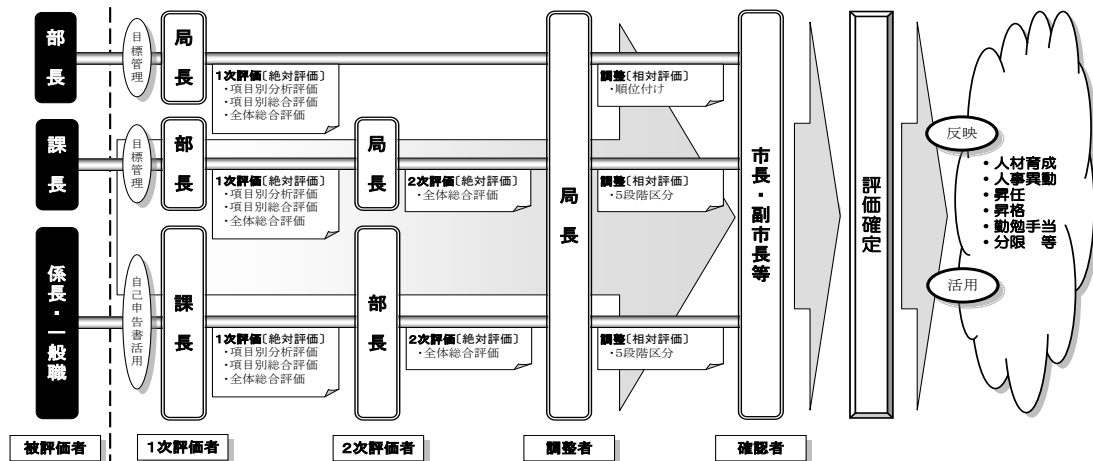 部長
目標管理
局長
1次評価〔絶対評価〕
・項目別分析評価
・項目別総合評価
・全体総合評価
調整〔相対評価〕
・順位付け
課長
目標管理
部長
1次評価〔絶対評価〕
・項目別分析評価
・項目別総合評価
・全体総合評価
局長
2次評価〔絶対評価〕
・全体総合評価
調整〔相対評価〕
・5段階区分
係長・一般職
自己申告書活用
課長
1次評価〔絶対評価〕
・項目別分析評価
・項目別総合評価
・全体総合評価
部長
2次評価〔絶対評価〕
・全体総合評価
局長
調整〔相対評価〕
・5段階区分
市長・副市長等
評価確定
反映
・人材育成
・人事異動
・昇任
・昇格
・勤勉手当
・分限　等
活用
被評価者
1次評価者
2次評価者
調整者
確認者